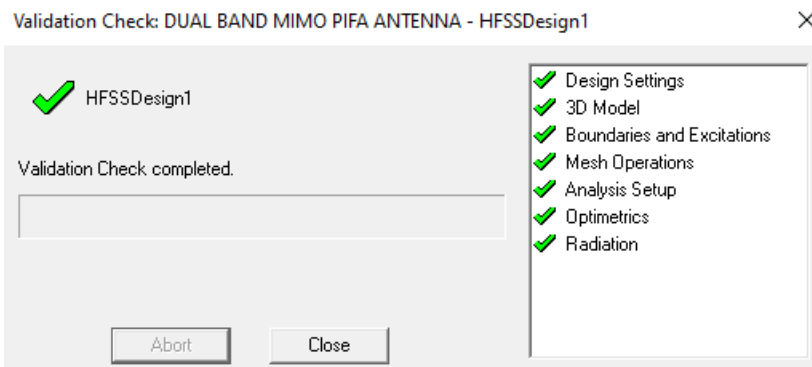 Validation Check: DUAL BAND MIMO PIFA ANTENNA - HFSSDesign1
HFSSDesign1
Validation Check completed.
Abort
Close
Design Settings
3D Model
Boundaries and Excitations
Mesh Operations
Analysis Setup
Optimetrics
Radiation